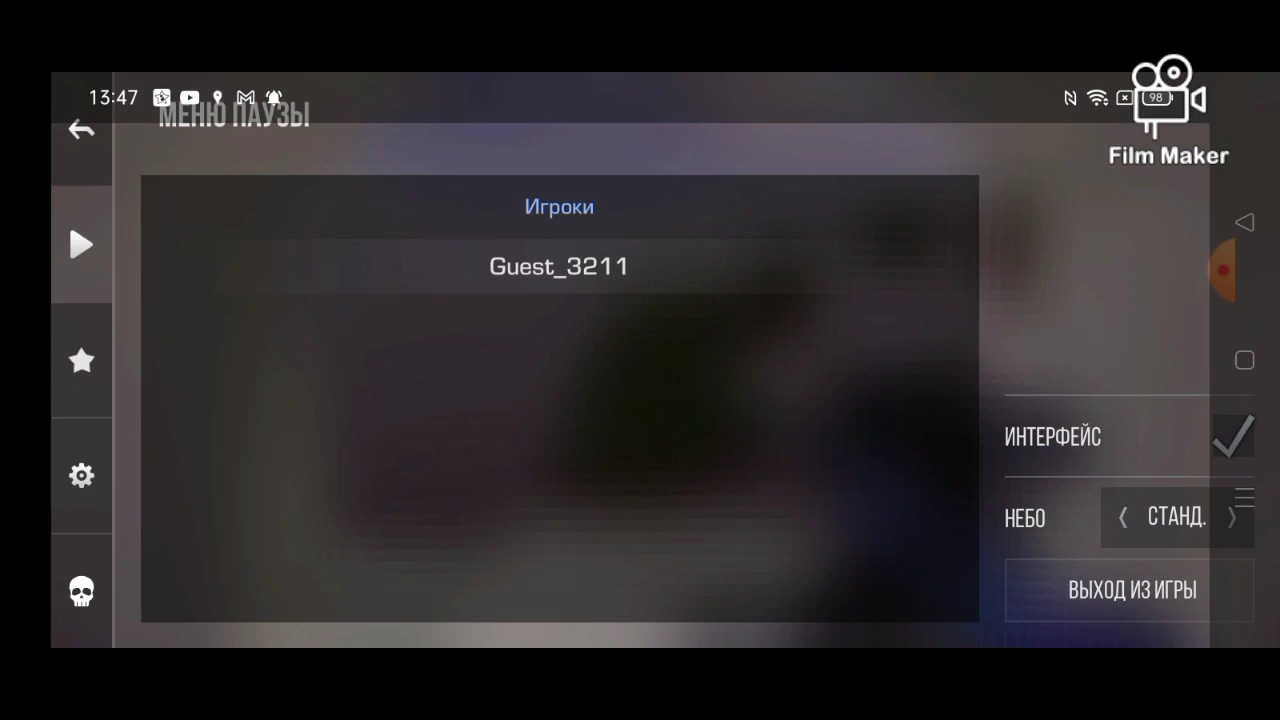 13:47
98
МЕНЮ ПАУЗЫ
Film Maker
Игроки
Guest_3211
ИНТЕРФЕЙС
НЕБО
СТАНД.
ВЫХОД ИЗ ИГРЫ